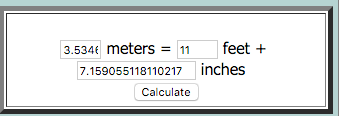 3.5346 meters = 11 feet +
7.159055118110217 inches
Calculate